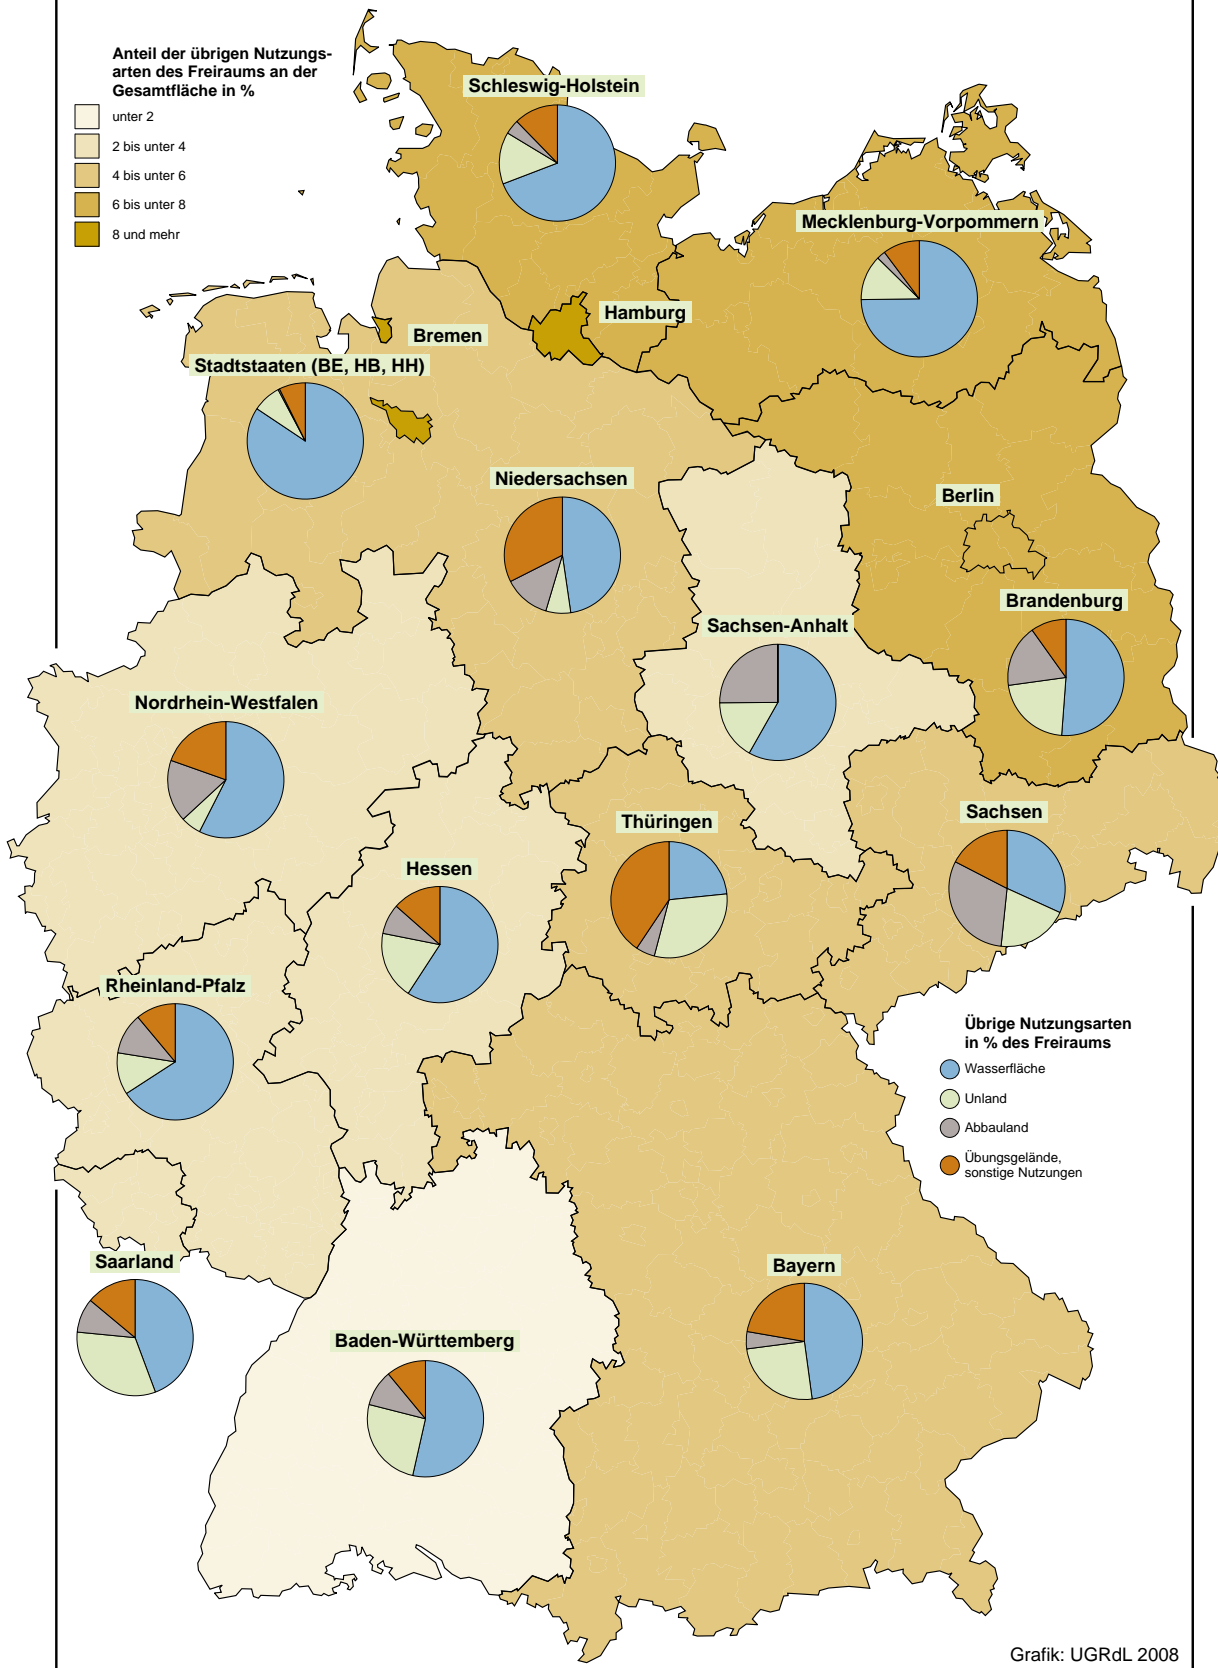 Anteil der übrigen Nutzungs-
arten des Freiraums an der
Gesamtfläche in %
unter 2
2 bis unter 4
4 bis unter 6
6 bis unter 8
8 und mehr
Schleswig-Holstein
Mecklenburg-Vorpommern
Hamburg
Bremen
Stadtstaaten (BE, HB, HH)
Niedersachsen
Berlin
Brandenburg
Sachsen-Anhalt
Nordrhein-Westfalen
Sachsen
Thüringen
Hessen
Rheinland-Pfalz
Übrige Nutzungsarten
in % des Freiraums
Wasserfläche
Unland
Abbauland
Übungsgelände,
sonstige Nutzungen
Saarland
Bayern
Baden-Württemberg
Grafik: UGRdL 2008